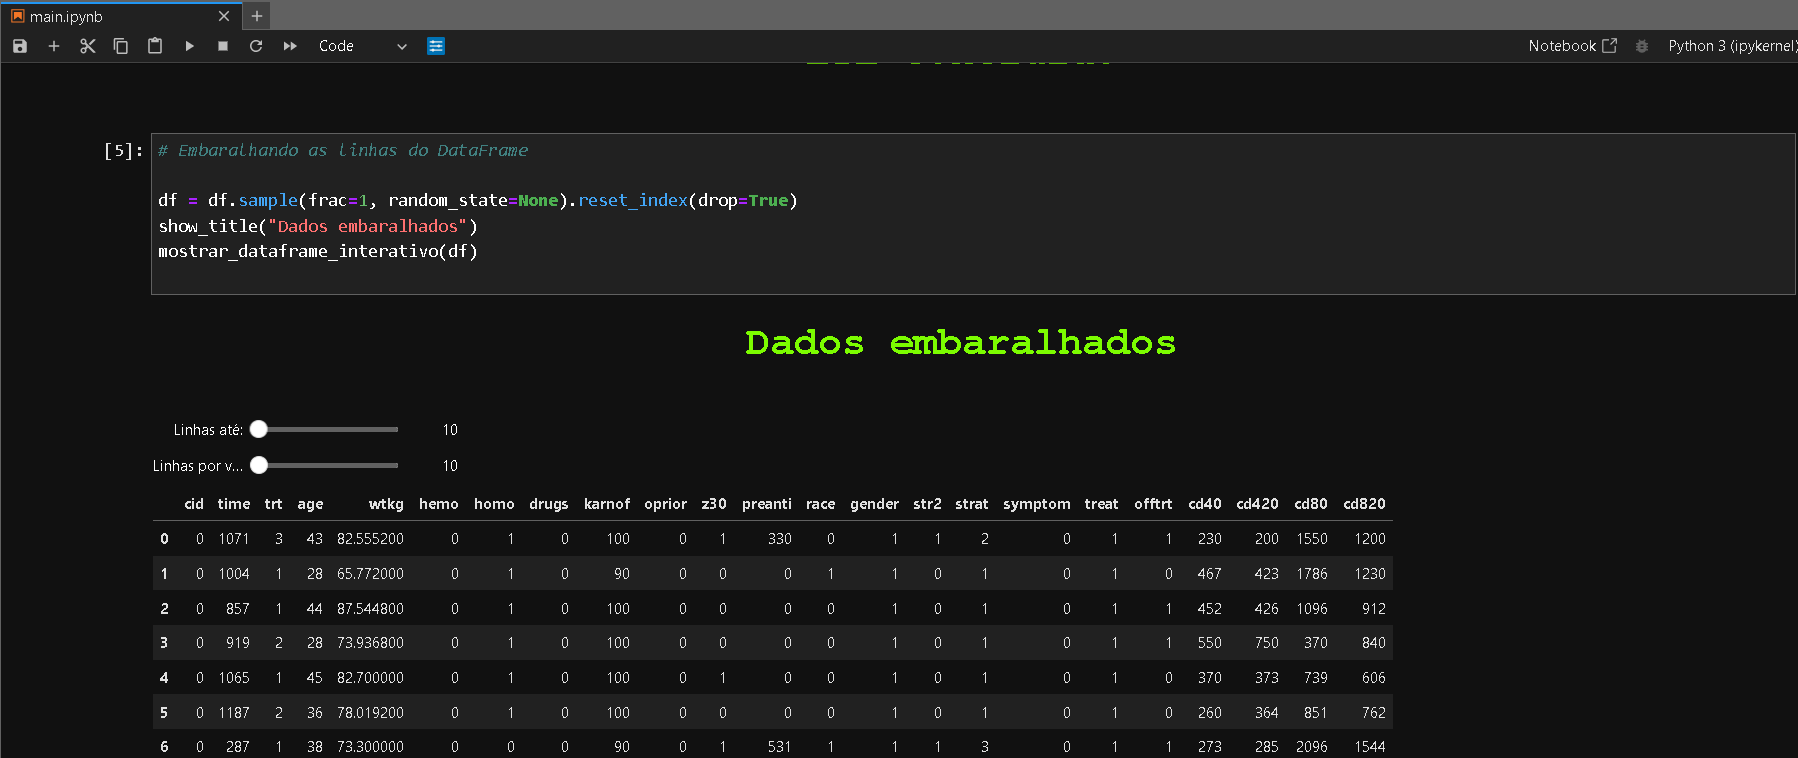 main.ipynb
Code
Notebook
Python 3 (ipykernel)
[5]:
# Embaralhando as linhas do DataFrame
df = df.sample(frac=1, random_state=None).reset_index(drop=True)
show_title("Dados embaralhados")
mostrar_dataframe_interativo(df)
Dados embaralhados
Linhas até: 10
Linhas por v... 10
cid time trt age wtkg hemo homo drugs karnof oprior z30 preanti race gender str2 strat symptom treat offtrt cd40 cd420 cd80 cd820
0 0 1071 3 43 82.555200 0 1 0 100 0 1 330 0 1 1 2 0 1 1 230 200 1550 1200
1 0 1004 1 28 65.772000 0 1 0 90 0 0 0 1 1 0 1 0 1 0 467 423 1786 1230
2 0 857 1 44 87.544800 0 1 0 100 0 0 0 0 1 0 1 0 1 1 452 426 1096 912
3 0 919 2 28 73.936800 0 1 0 100 0 0 0 0 1 0 1 0 1 1 550 750 370 840
4 0 1065 1 45 82.700000 0 1 0 100 0 1 0 0 1 0 1 0 1 0 370 373 739 606
5 0 1187 2 36 78.019200 0 1 0 100 0 0 0 0 1 0 1 0 1 0 260 364 851 762
6 0 287 1 38 73.300000 0 0 0 90 0 1 531 1 1 1 3 0 1 1 273 285 2096 1544